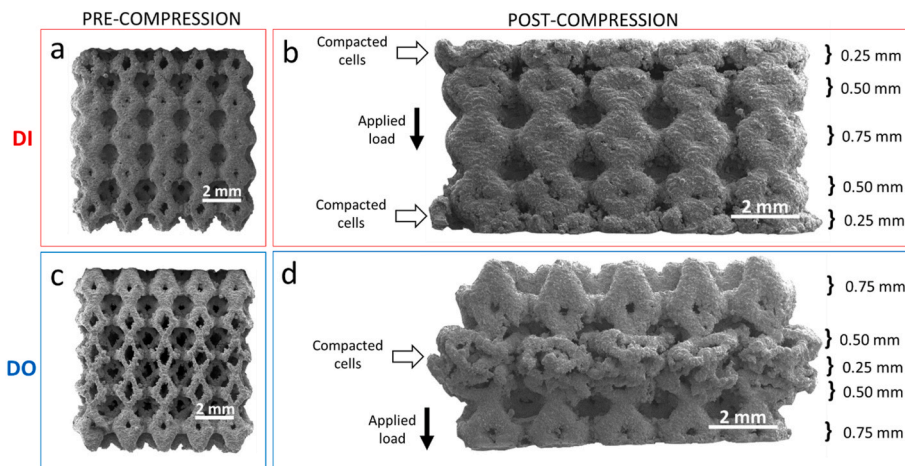 PRE-COMPRESSION
POST-COMPRESSION
DI
a
2 mm
b
Compacted
cells
Applied
load
Compacted
cells
2 mm
} 0.25 mm
} 0.50 mm
} 0.75 mm
} 0.50 mm
} 0.25 mm
DO
c
2 mm
d
Compacted
cells
Applied
load
2 mm
} 0.75 mm
} 0.50 mm
} 0.25 mm
} 0.50 mm
} 0.75 mm